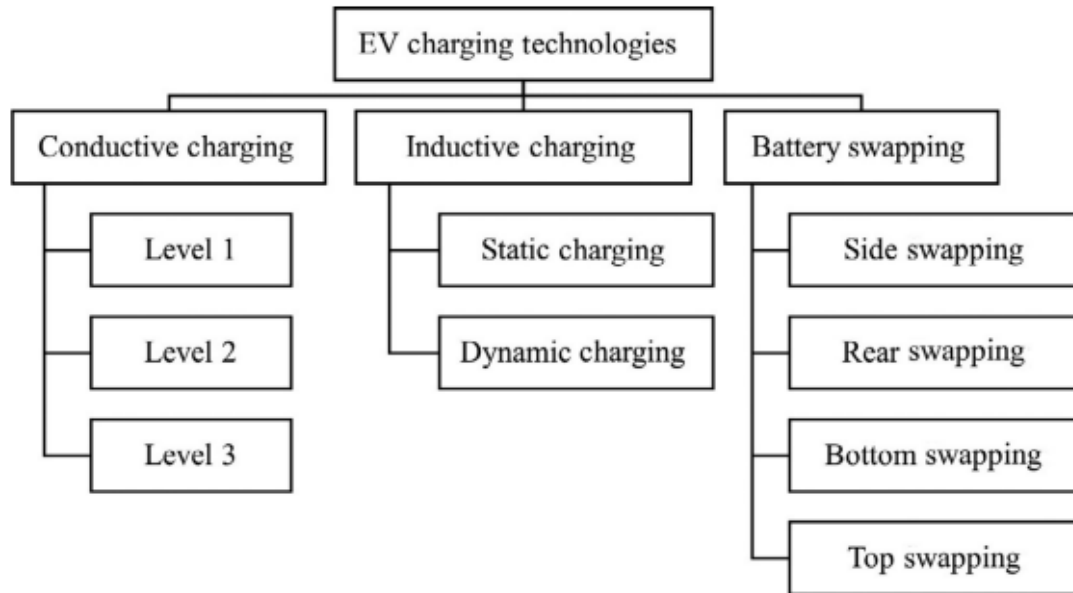 EV charging technologies
Conductive charging
Level 1
Level 2
Level 3
Inductive charging
Static charging
Dynamic charging
Battery swapping
Side swapping
Rear swapping
Bottom swapping
Top swapping